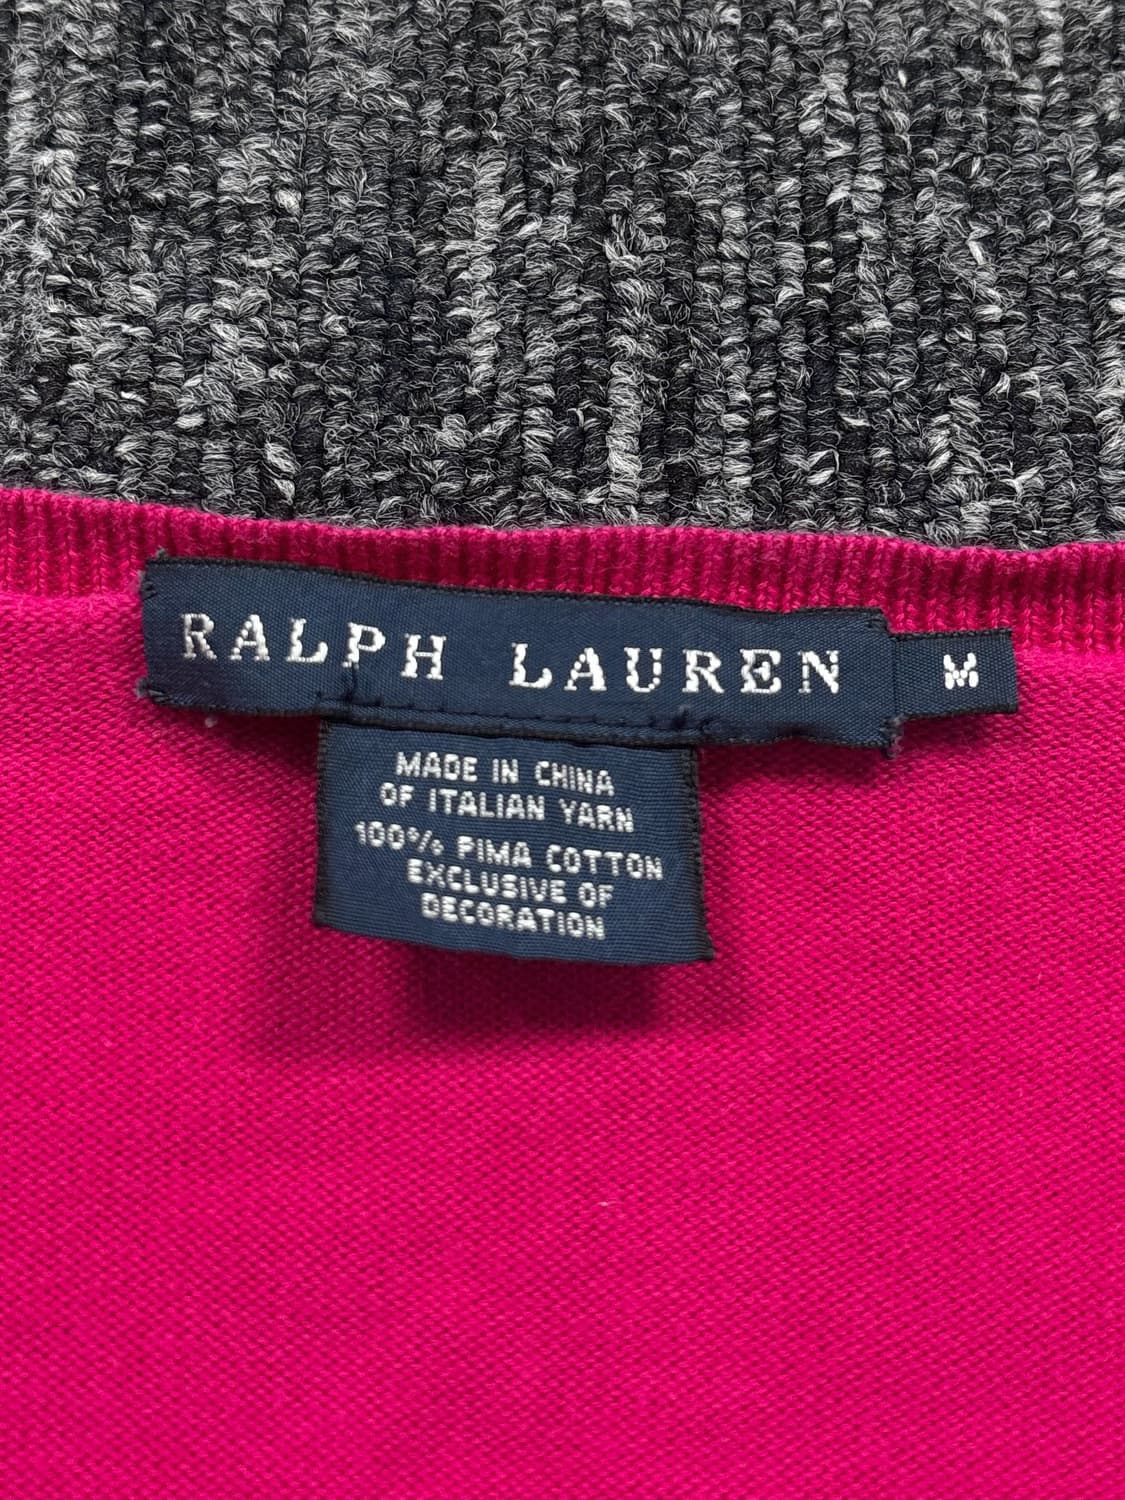 RALPH LAUREN M
MADE IN CHINA
OF ITALIAN YARN
100% PIMA COTTON
EXCLUSIVE OF
DECORATION